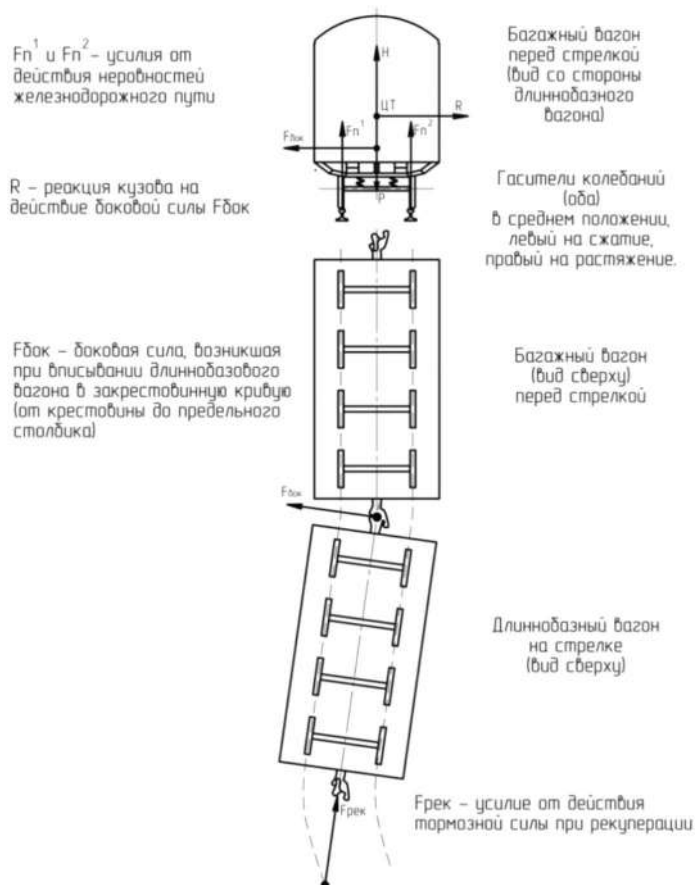 Fп¹ и Fп² - усилия от
действия неровностей
железнодорожного пути
Багажный вагон
перед стрелкой
(вид со стороны
длиннобазного
вагона)
H
ЦТ
R
Fп¹
Fп²
Fбок
P
R – реакция кузова на
действие боковой силы Fбок
Гасители колебаний
(оба)
в среднем положении,
левый на сжатие,
правый на растяжение.
Fбок – боковая сила, возникшая
при вписывании длиннобазового
вагона в закрестовинную кривую
(от крестовины до предельного
столбика)
Багажный вагон
(вид сверху)
перед стрелкой
Fбок
Длиннобазный вагон
на стрелке
(вид сверху)
Fрек
Fрек – усилие от действия
тормозной силы при рекуперации